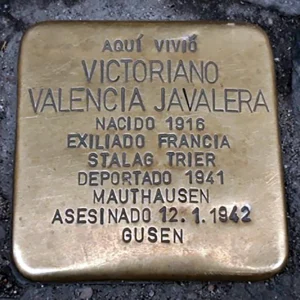 AQUÍ VIVIÓ
VICTORIANO
VALENCIA JAVALERA
NACIDO 1916
EXILIADO FRANCIA
STALAG TRIER
DEPORTADO 1941
MAUTHAUSEN
ASESINADO 12.1.1942
GUSEN